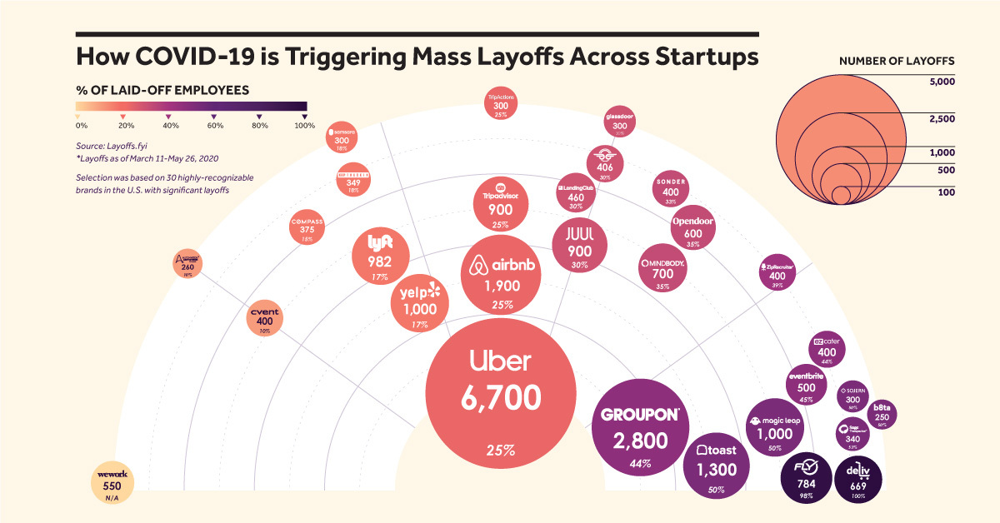 How COVID-19 is Triggering Mass Layoffs Across Startups
% OF LAID-OFF EMPLOYEES
0% 20% 40% 60% 80% 100%
Source: Layoffs.fyi
*Layoffs as of March 11-May 26, 2020
Selection was based on 30 highly-recognizable
brands in the U.S. with significant layoffs
NUMBER OF LAYOFFS
5,000
2,500
1,000
500
100
TripActions
300
25%
glassdoor
300
samsara
300
18%
406
30%
349
18%
LendingClub
460
30%
SONDER
400
33%
Tripadvisor
900
25%
COMPASS
375
15%
Opendoor
600
35%
JUUL
900
30%
lyft
982
17%
260
10%
MINDBODY
700
35%
ZipRecruiter
400
39%
airbnb
1,900
25%
yelp
1,000
17%
cvent
400
10%
Uber
6,700
25%
ezcater
400
44%
eventbrite
500
45%
SOJERN
300
50%
b8ta
250
50%
GROUPON
2,800
44%
magic leap
1,000
50%
340
53%
toast
1,300
50%
wework
550
N/A
FLY
784
98%
deliv
669
100%